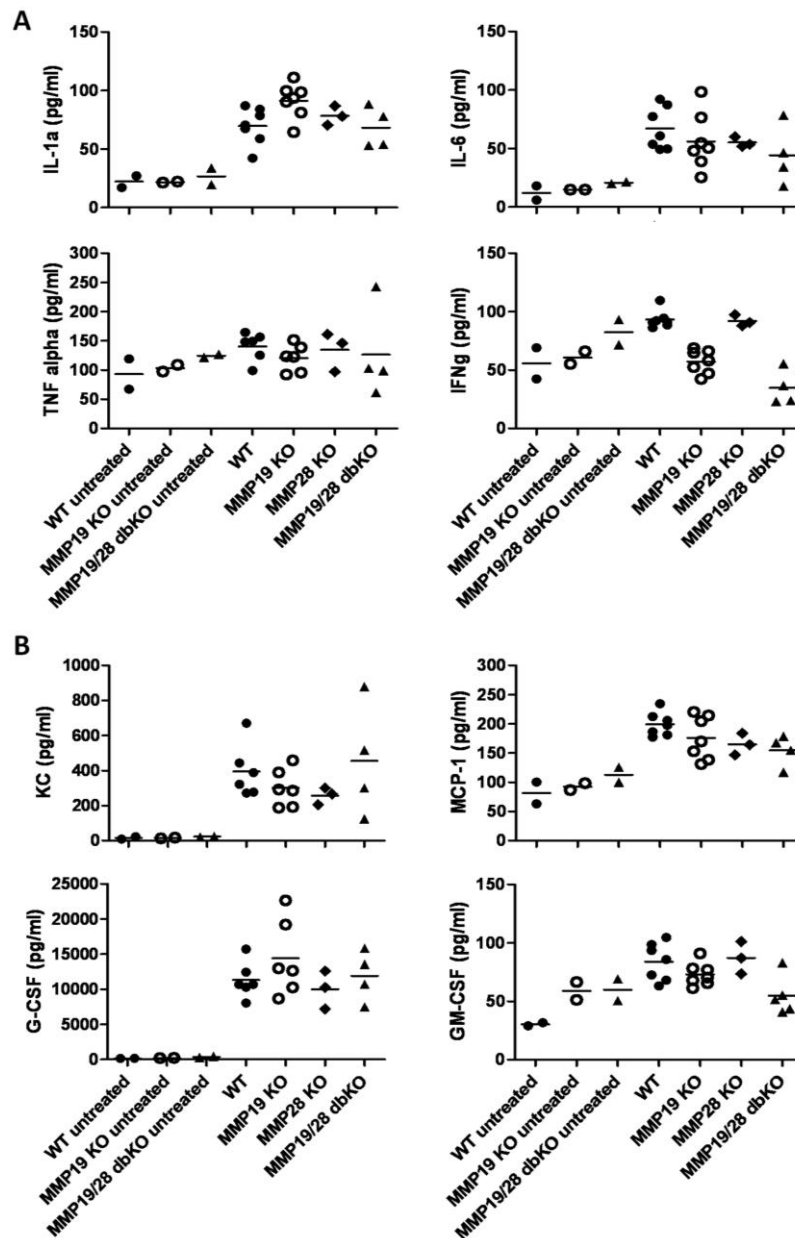 A
IL-1a (pg/ml)
150
100
50
0
IL-6 (pg/ml)
150
100
50
0
TNF alpha (pg/ml)
300
250
200
150
100
50
0
IFNg (pg/ml)
150
100
50
0
WT untreated
MMP19 KO untreated
MMP19/28 dbKO untreated
WT
MMP19 KO
MMP28 KO
MMP19/28 dbKO
WT untreated
MMP19 KO untreated
MMP19/28 dbKO untreated
WT
MMP19 KO
MMP28 KO
MMP19/28 dbKO
B
KC (pg/ml)
1000
800
600
400
200
0
MCP-1 (pg/ml)
300
250
200
150
100
50
0
G-CSF (pg/ml)
25000
20000
15000
10000
5000
0
GM-CSF (pg/ml)
150
100
50
0
WT untreated
MMP19 KO untreated
MMP19/28 dbKO untreated
WT
MMP19 KO
MMP28 KO
MMP19/28 dbKO
WT untreated
MMP19 KO untreated
MMP19/28 dbKO untreated
WT
MMP19 KO
MMP28 KO
MMP19/28 dbKO